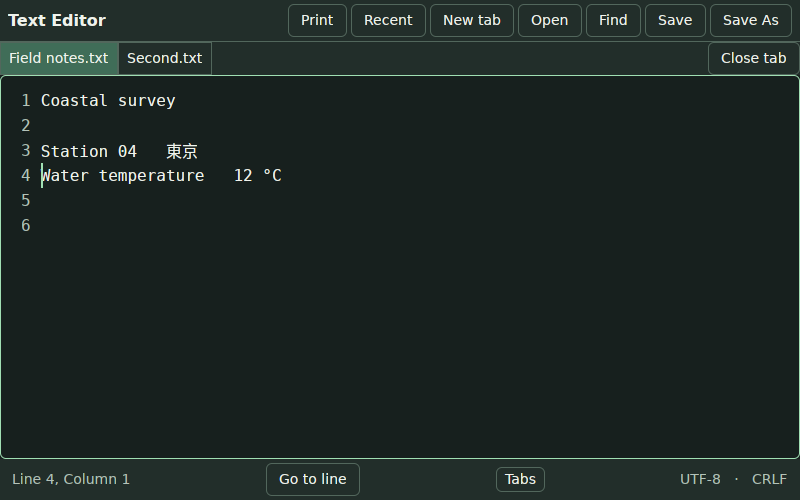 Text Editor Print Recent New tab Open Find Save Save As
Field notes.txt Second.txt Close tab
1 Coastal survey
2
3 Station 04   東京
4 Water temperature   12 °C
5
6
Line 4, Column 1 Go to line Tabs UTF-8 · CRLF